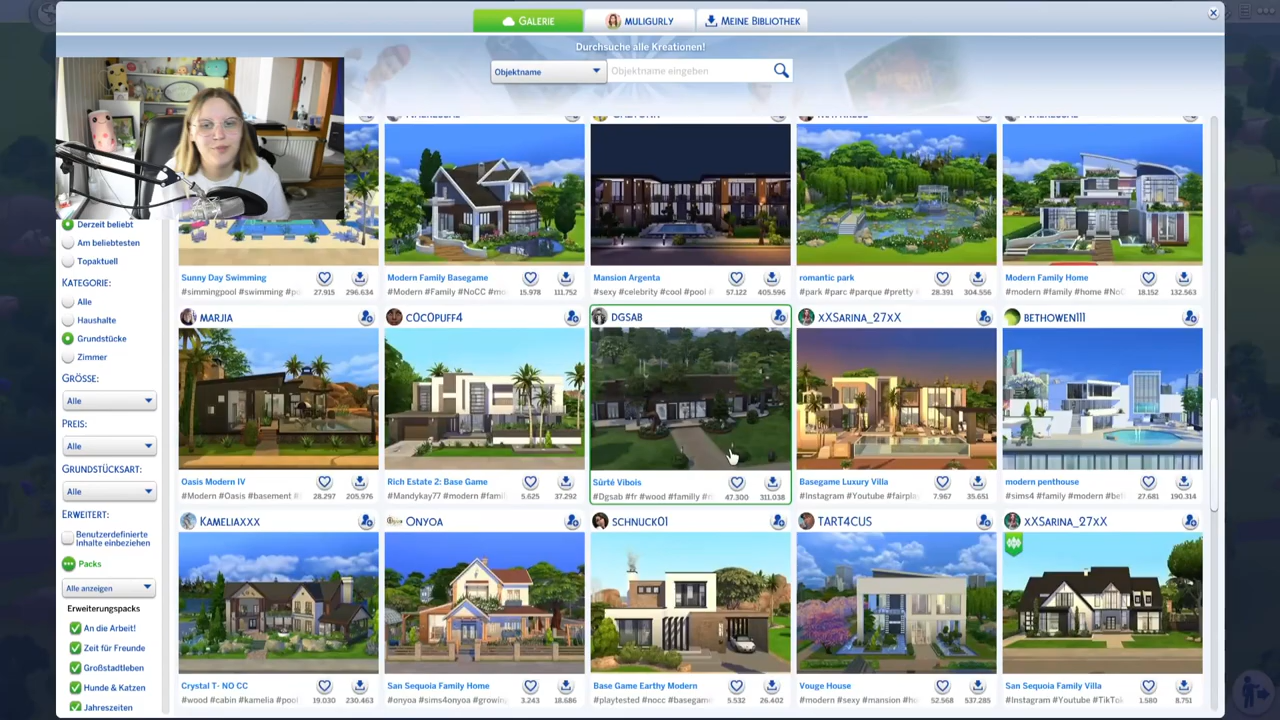 GALERIE
MULIGURLY
MEINE BIBLIOTHEK
Durchsuche alle Kreationen!
Objektname
Objektname eingeben
Derzeit beliebt
Am beliebtesten
Topaktuell
KATEGORIE:
Alle
Haushalte
Grundstücke
Zimmer
GRÖSSE:
Alle
PREIS:
Alle
GRUNDSTÜCKSART:
Alle
ERWEITERT:
Benutzerdefinierte
Inhalte einbeziehen
Packs
Alle anzeigen
Erweiterungspacks
An die Arbeit!
Zeit für Freunde
Großstadtleben
Hunde & Katzen
Jahreszeiten
Sunny Day Swimming
#simmingpool #swimming #p
27.915 296.634
Modern Family Basegame
#Modern #Family #NoCC #mo
15.978 111.752
Mansion Argenta
#sexy #celebrity #cool #pool #
57.122 405.596
romantic park
#park #parc #parque #pretty
28.391 304.556
Modern Family Home
#modern #family #home #NoC
18.152 132.563
MARJIA
Oasis Modern IV
#Modern #Oasis #basement #
28.297 205.976
C0C0PUFF4
Rich Estate 2: Base Game
#Mandykay77 #modern #fami
5.625 37.292
DGSAB
Sûrté Vibois
#Dgsab #fr #wood #familly #m
47.300 311.038
XXSARINA_27XX
Basegame Luxury Villa
#Instagram #Youtube #fairpla
7.967 35.651
BETHOWEN111
modern penthouse
#sims4 #family #modern #bel
27.681 190.314
KAMELIAXXX
Crystal T- NO CC
#wood #cabin #kamelia #pool
19.030 230.463
ONYOA
San Sequoia Family Home
#onyoa #sims4onyoa #growing
3.243 18.686
SCHNUCK01
Base Game Earthy Modern
#playtested #nocc #basegame
5.532 26.402
TART4CUS
Vouge House
#modern #sexy #mansion #h
52.568 537.285
XXSARINA_27XX
San Sequoia Family Villa
#Instagram #Youtube #TikTok
1.580 8.751